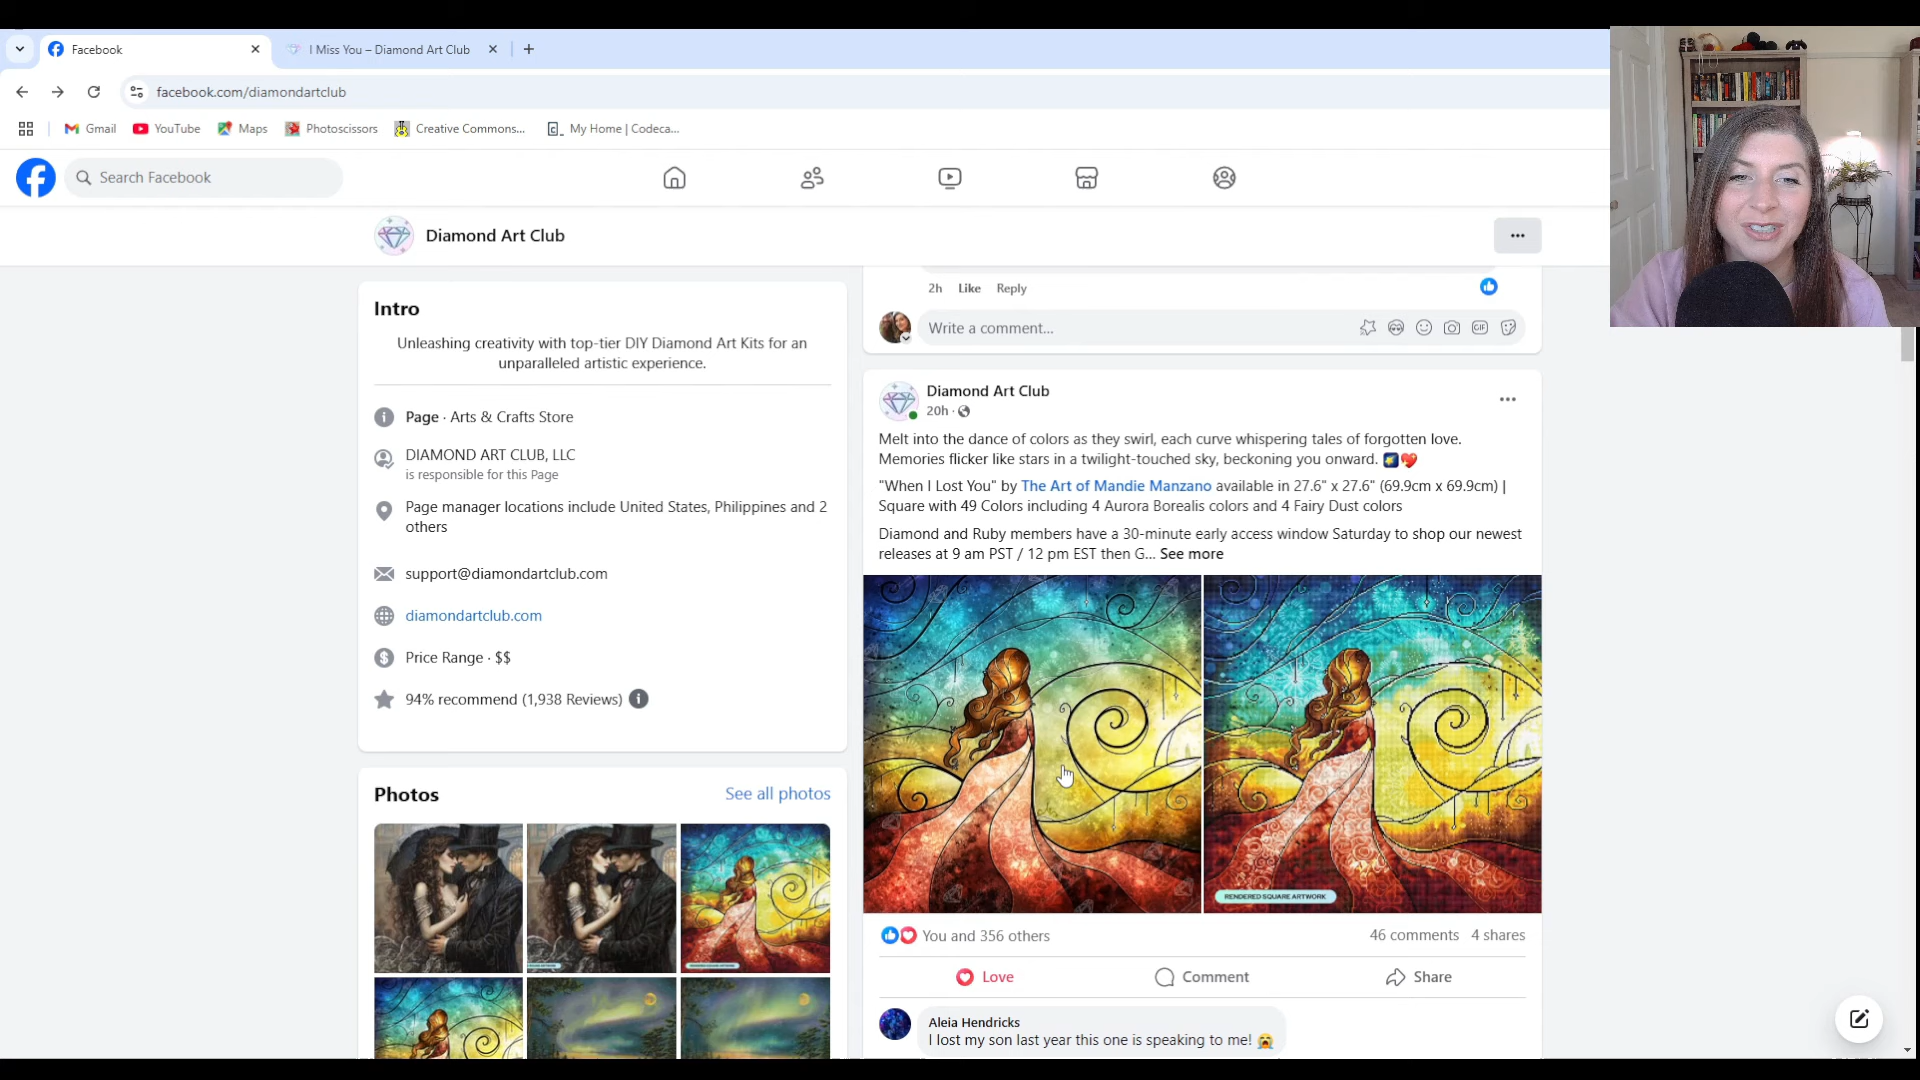 Facebook
I Miss You – Diamond Art Club
facebook.com/diamondartclub
Gmail
YouTube
Maps
Photoscissors
Creative Commons...
My Home | Codeca...
Search Facebook
Diamond Art Club
Intro
Unleashing creativity with top-tier DIY Diamond Art Kits for an
unparalleled artistic experience.
Page · Arts & Crafts Store
DIAMOND ART CLUB, LLC
is responsible for this Page
Page manager locations include United States, Philippines and 2
others
support@diamondartclub.com
diamondartclub.com
Price Range · $$
94% recommend (1,938 Reviews)
Photos
See all photos
2h Like Reply
Write a comment...
GIF
Diamond Art Club
20h ·
Melt into the dance of colors as they swirl, each curve whispering tales of forgotten love.
Memories flicker like stars in a twilight-touched sky, beckoning you onward.
"When I Lost You" by The Art of Mandie Manzano available in 27.6" x 27.6" (69.9cm x 69.9cm) |
Square with 49 Colors including 4 Aurora Borealis colors and 4 Fairy Dust colors
Diamond and Ruby members have a 30-minute early access window Saturday to shop our newest
releases at 9 am PST / 12 pm EST then G... See more
RENDERED SQUARE ARTWORK
You and 356 others
46 comments 4 shares
Love
Comment
Share
Aleia Hendricks
I lost my son last year this one is speaking to me! 😭